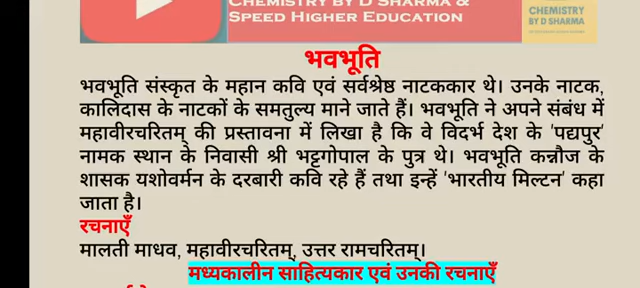 CHEMISTRY BY D SHARMA &
SPEED HIGHER EDUCATION
CHEMISTRY
BY D SHARMA
भवभूति
भवभूति संस्कृत के महान कवि एवं सर्वश्रेष्ठ नाटककार थे। उनके नाटक,
कालिदास के नाटकों के समतुल्य माने जाते हैं। भवभूति ने अपने संबंध में
महावीरचरितम् की प्रस्तावना में लिखा है कि वे विदर्भ देश के 'पद्यपुर'
नामक स्थान के निवासी श्री भट्टगोपाल के पुत्र थे। भवभूति कन्नौज के
शासक यशोवर्मन के दरबारी कवि रहे हैं तथा इन्हें 'भारतीय मिल्टन' कहा
जाता है।
रचनाएँ
मालती माधव, महावीरचरितम्, उत्तर रामचरितम्।
मध्यकालीन साहित्यकार एवं उनकी रचनाएँ